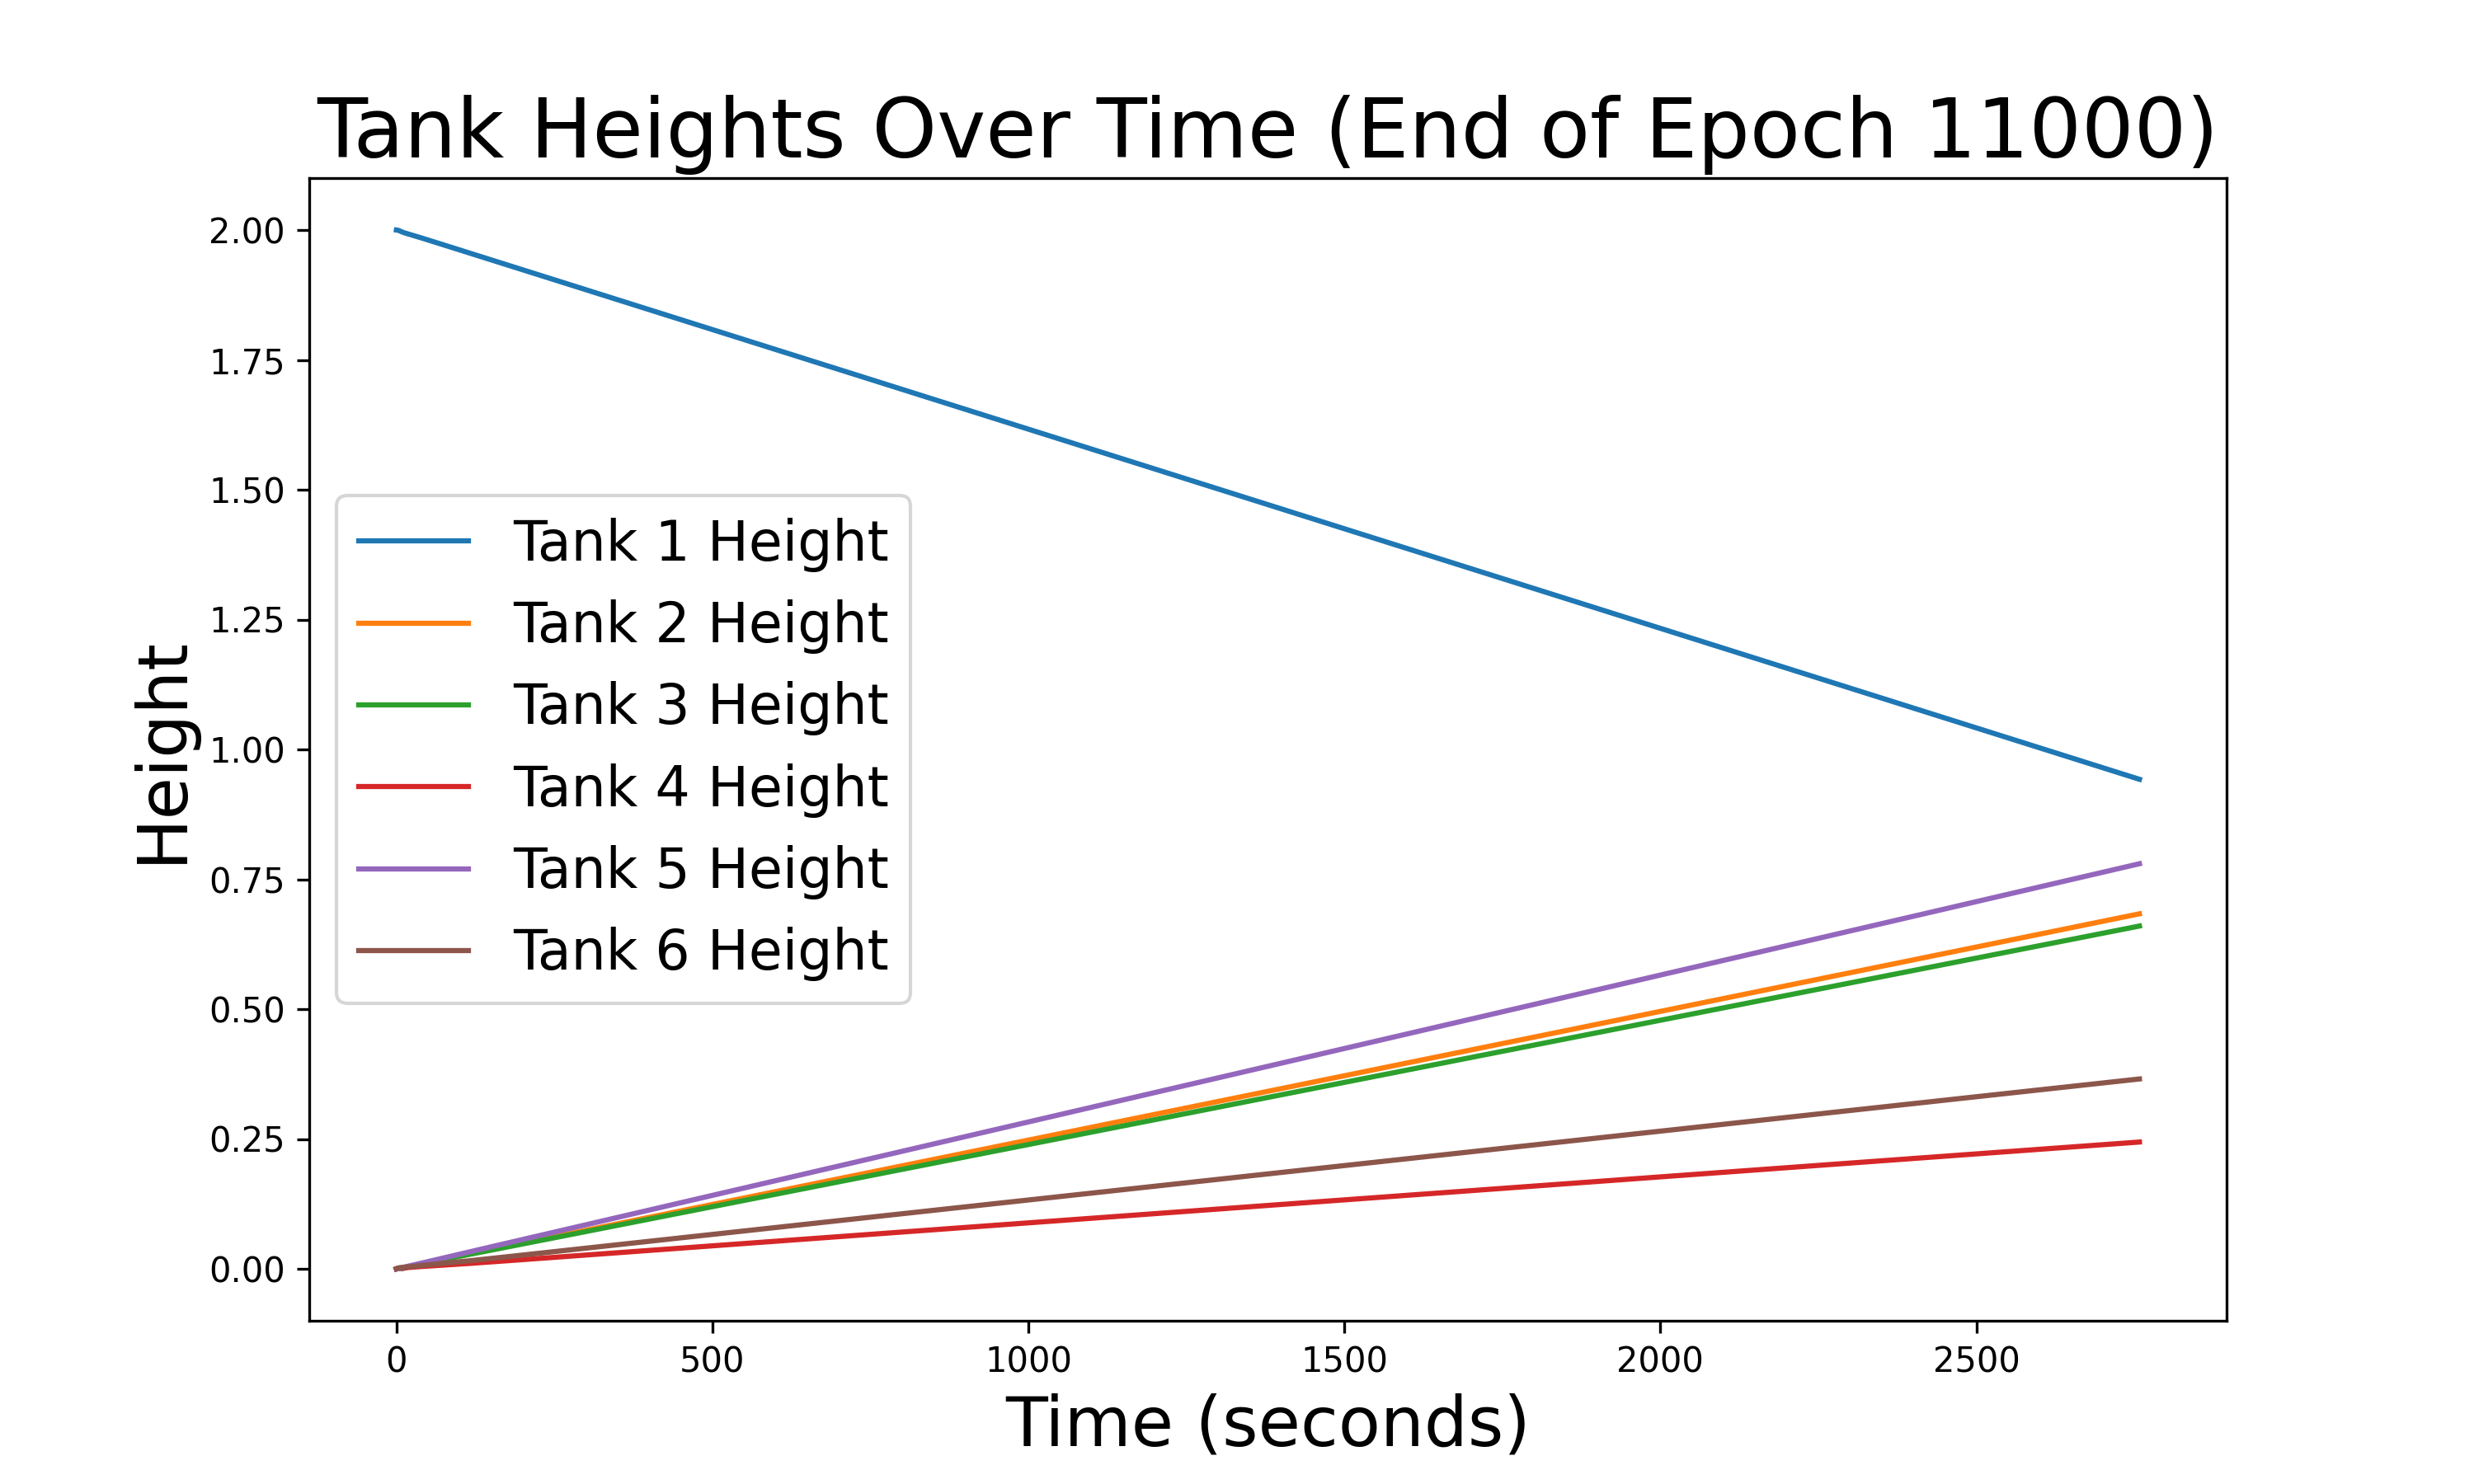 Tank Heights Over Time (End of Epoch 11000)
Height
2.00
1.75
1.50
1.25
1.00
0.75
0.50
0.25
0.00
Tank 1 Height
Tank 2 Height
Tank 3 Height
Tank 4 Height
Tank 5 Height
Tank 6 Height
0 500 1000 1500 2000 2500
Time (seconds)